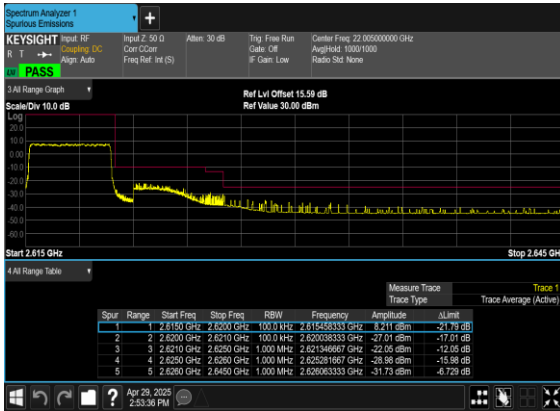 Spectrum Analyzer 1
Spurious Emissions
+
KEYSIGHT
R T
LXI PASS
Input: RF
Coupling: DC
Align: Auto
Input Z: 50 Ω
Corr CCorr
Freq Ref: Int (S)
Atten: 30 dB
Trig: Free Run
Gate: Off
IF Gain: Low
Center Freq: 22.005000000 GHz
Avg|Hold: 1000/1000
Radio Std: None
3 All Range Graph
Scale/Div 10.0 dB
Ref Lvl Offset 15.59 dB
Ref Value 30.00 dBm
Log
20.0
10.0
0.00
-10.0
-20.0
-30.0
-40.0
-50.0
-60.0
Start 2.615 GHz
Stop 2.645 GH
4 All Range Table
Measure Trace Trace 1
Trace Type Trace Average (Active)
Spur Range Start Freq Stop Freq RBW Frequency Amplitude ΔLimit
1 1 2.6150 GHz 2.6200 GHz 100.0 kHz 2.615458333 GHz 8.211 dBm -21.79 dB
2 2 2.6200 GHz 2.6210 GHz 100.0 kHz 2.620038333 GHz -27.01 dBm -17.01 dB
3 3 2.6210 GHz 2.6250 GHz 1.000 MHz 2.621346667 GHz -22.05 dBm -12.05 dB
4 4 2.6250 GHz 2.6260 GHz 1.000 MHz 2.625281667 GHz -28.98 dBm -15.98 dB
5 5 2.6260 GHz 2.6450 GHz 1.000 MHz 2.626063333 GHz -31.73 dBm -6.729 dB
?
Apr 29, 2025
2:53:36 PM